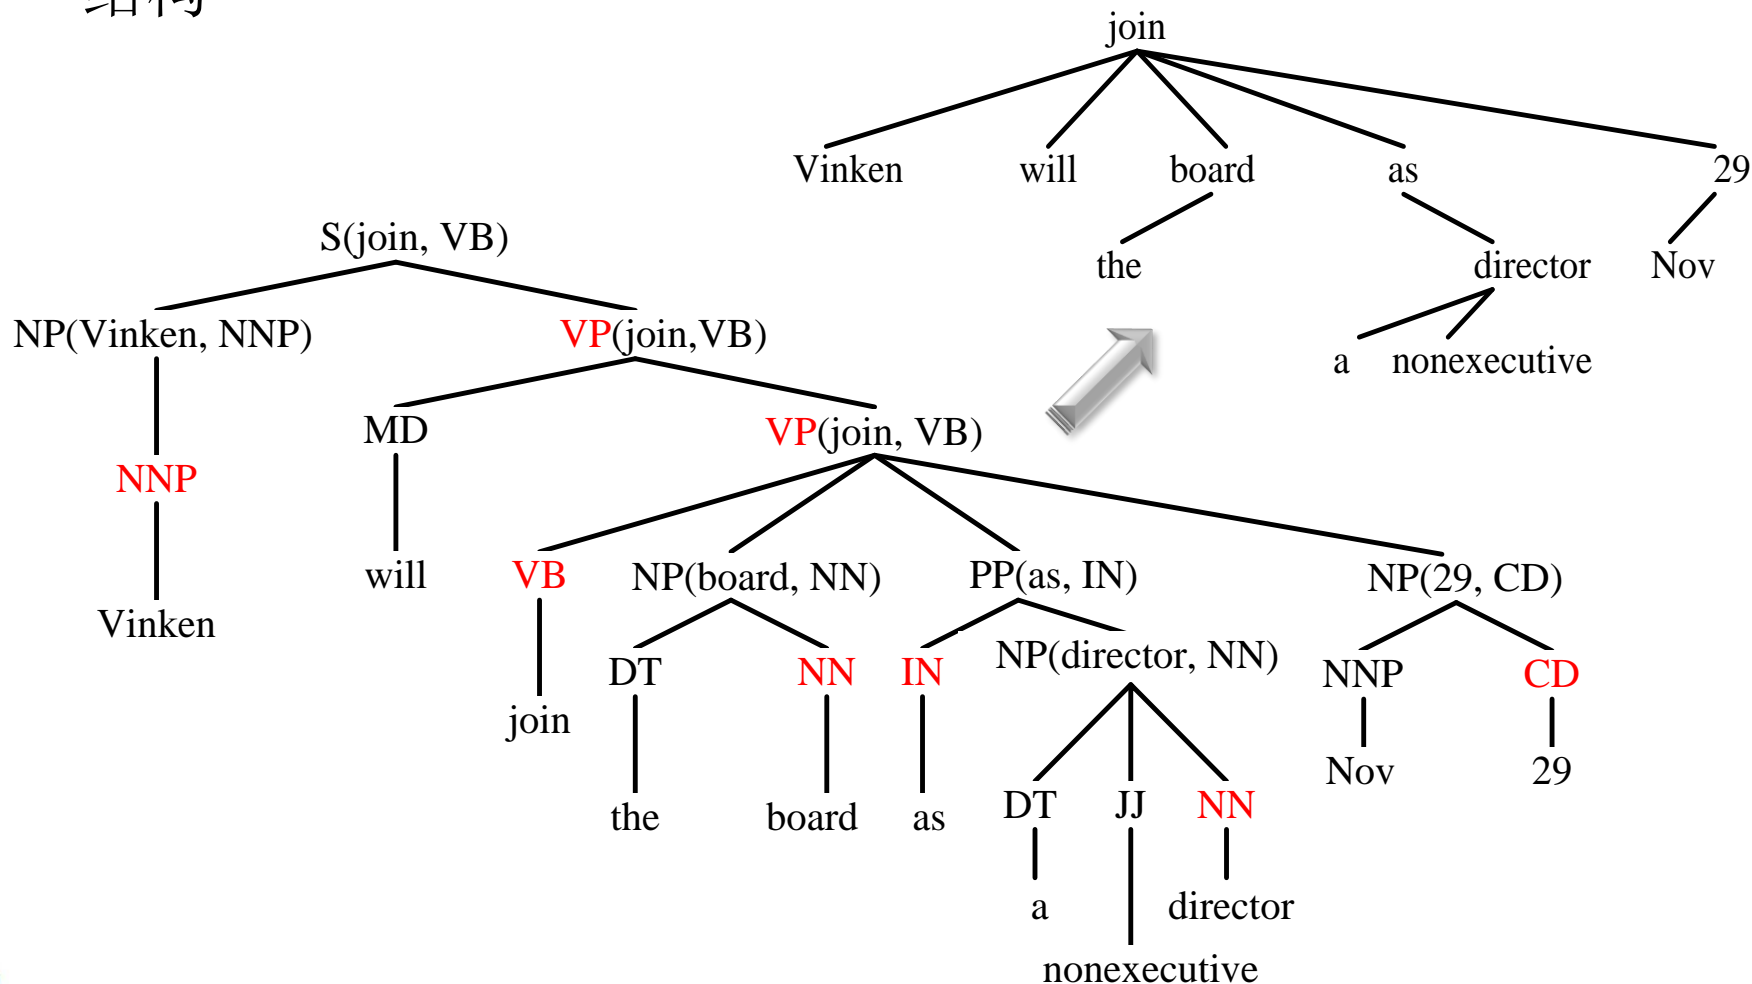 结构
join
Vinken will board as 29
the director Nov
a nonexecutive
S(join, VB)
NP(Vinken, NNP) VP(join,VB)
MD VP(join, VB)
NNP
will VB NP(board, NN) PP(as, IN) NP(29, CD)
Vinken
DT NN IN NP(director, NN) NNP CD
join
the board as DT JJ NN Nov 29
a director
nonexecutive